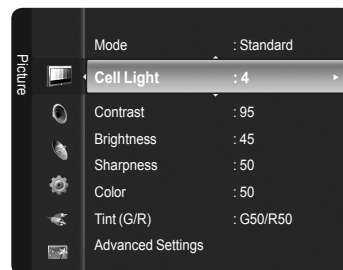 Picture
Mode : Standard
Cell Light : 4
Contrast : 95
Brightness : 45
Sharpness : 50
Color : 50
Tint (G/R) : G50/R50
Advanced Settings